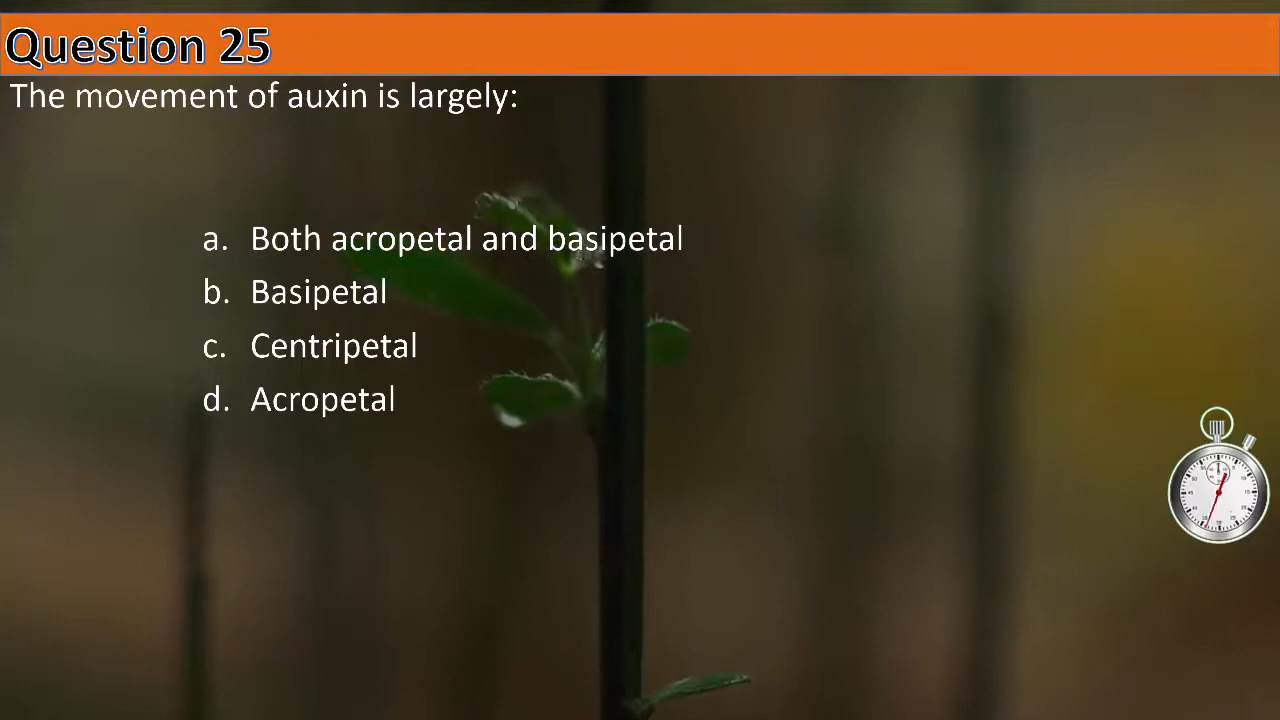 Question 25
The movement of auxin is largely:
a. Both acropetal and basipetal
b. Basipetal
c. Centripetal
d. Acropetal